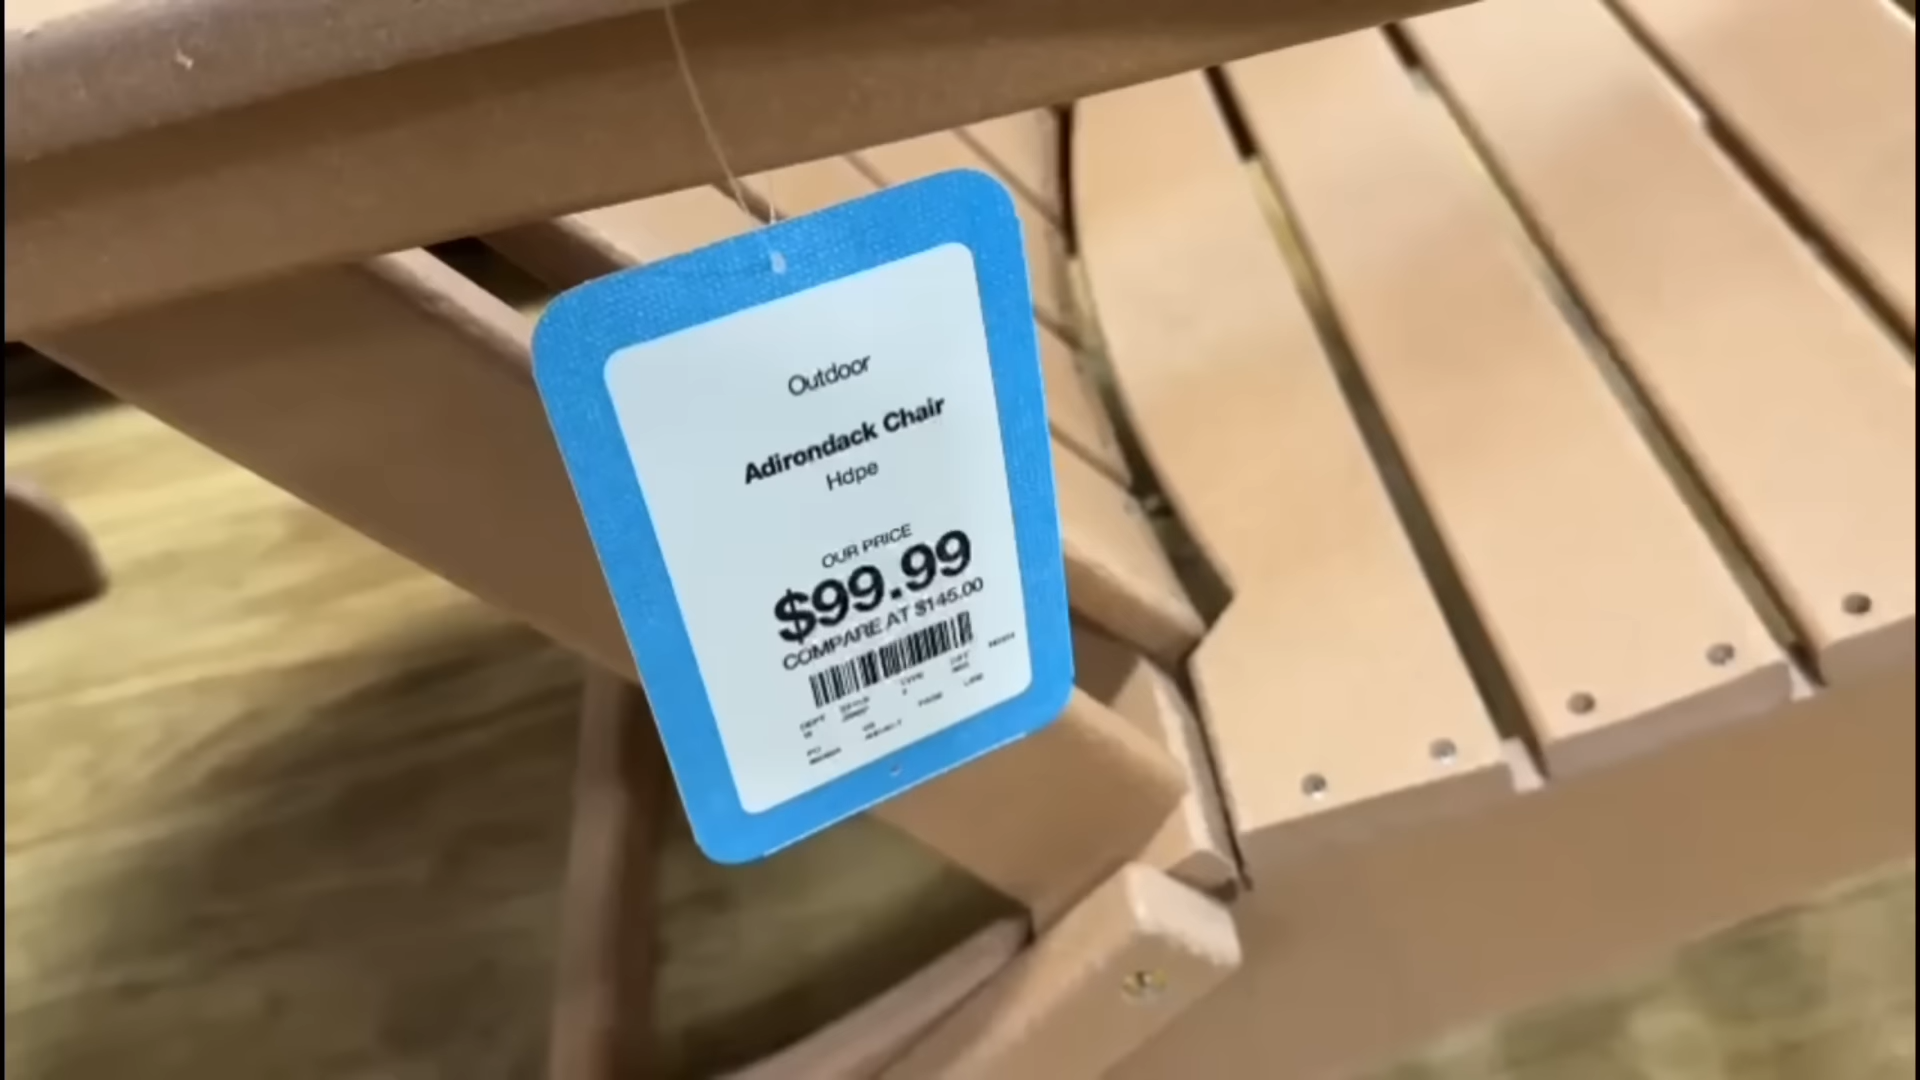 Outdoor
Adirondack Chair
Hdpe
OUR PRICE
$99.99
COMPARE AT $145.00